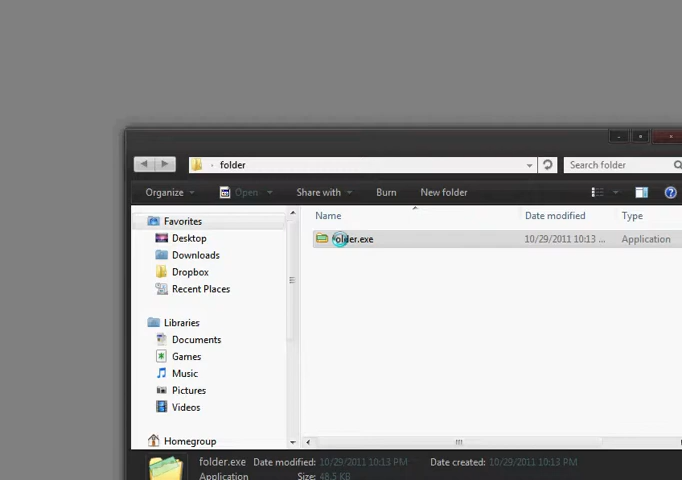 folder
Search folder
Organize Open Share with Burn New folder
Name Date modified Type
Favorites
folder.exe 10/29/2011 10:13 ... Application
Desktop
Downloads
Dropbox
Recent Places
Libraries
Documents
Games
Music
Pictures
Videos
Homegroup
folder.exe Date modified: 10/29/2011 10:13 PM Date created: 10/29/2011 10:13 PM
Application Size: 48.5 KB